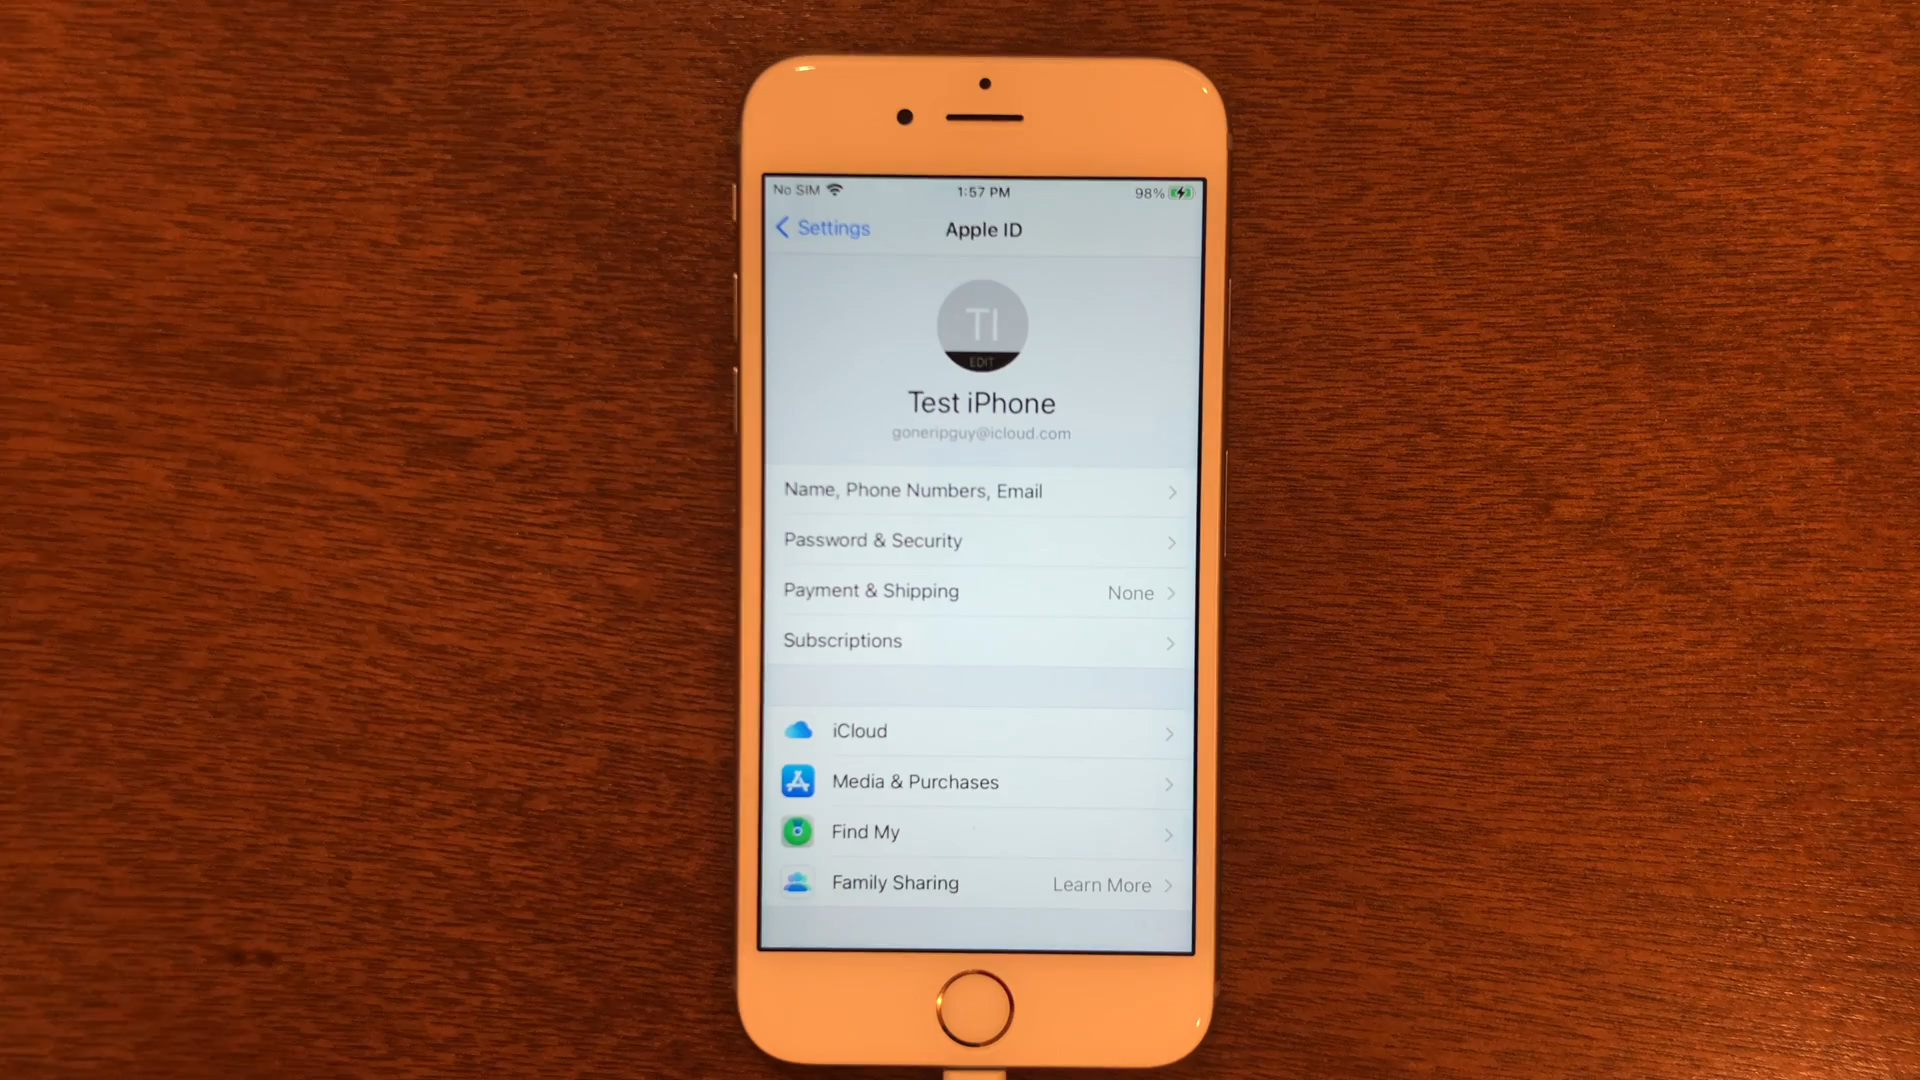 No SIM 1:57 PM 98%
Settings Apple ID
TI
EDIT
Test iPhone
goneripguy@icloud.com
Name, Phone Numbers, Email
Password & Security
Payment & Shipping None
Subscriptions
iCloud
Media & Purchases
Find My
Family Sharing Learn More